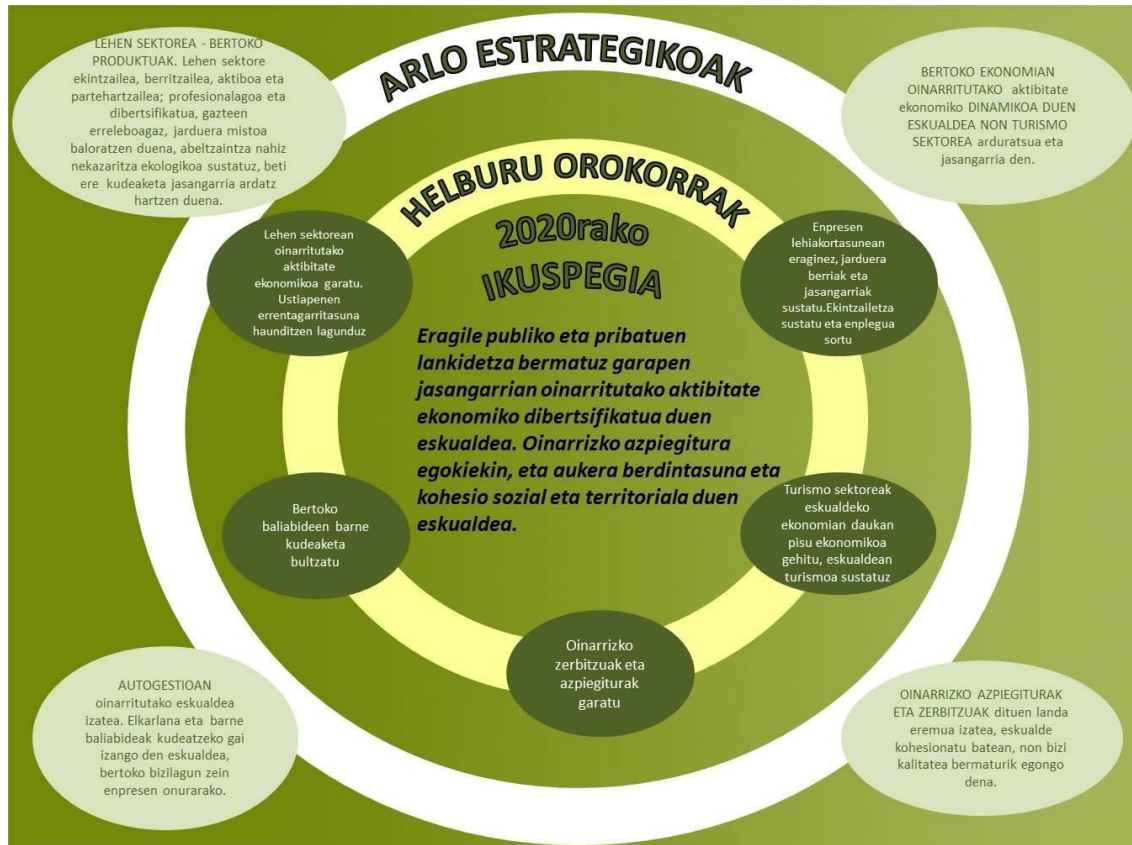 ARLO ESTRATEGIKOAK
HELBURU OROKORRAK
2020rako
IKUSPEGIA
Eragile publiko eta pribatuen
lankidetza bermatuz garapen
jasangarrian oinarritutako aktibitate
ekonomiko dibertsifikatua duen
eskualdea. Oinarrizko azpiegitura
egokiekin, eta aukera berdintasuna eta
kohesio sozial eta territoriala duen
eskualdea.
LEHEN SEKTOREA - BERTOKO
PRODUKTUAK. Lehen sektore
ekintzailea, berritzailea, aktiboa eta
partehartzailea; profesionalagoa eta
dibertsifikatua, gazteen
erreleboagaz, jarduera mistoa
baloratzen duena, abeltzaintza nahiz
nekazaritza ekologikoa sustatuz, beti
ere kudeaketa jasangarria ardatz
hartzen duena.
BERTOKO EKONOMIAN
OINARRITUTAKO aktibitate
ekonomiko DINAMIKOA DUEN
ESKUALDEA NON TURISMO
SEKTOREA arduratsua eta
jasangarria den.
Lehen sektorean
oinarritutako
aktibitate
ekonomikoa garatu.
Ustiapenen
errentagarritasuna
haunditzen lagunduz
Enpresen
lehiakortasunean
eraginez, jarduera
berriak eta
jasangarriak
sustatu.Ekintzailetza
sustatu eta enplegua
sortu
Bertoko
baliabideen barne
kudeaketa
bultzatu
Turismo sektoreak
eskualdeko
ekonomian daukan
pisu ekonomikoa
gehitu, eskualdean
turismoa sustatuz
Oinarrizko
zerbitzuak eta
azpiegiturak
garatu
AUTOGESTIOAN
oinarritutako eskualdea
izatea. Elkarlana eta barne
baliabideak kudeatzeko gai
izango den eskualdea,
bertoko bizilagun zein
enpresen onurarako.
OINARRIZKO AZPIEGITURAK
ETA ZERBITZUAK dituen landa
eremua izatea, eskualde
kohesionatu batean, non bizi
kalitatea bermaturik egongo
dena.